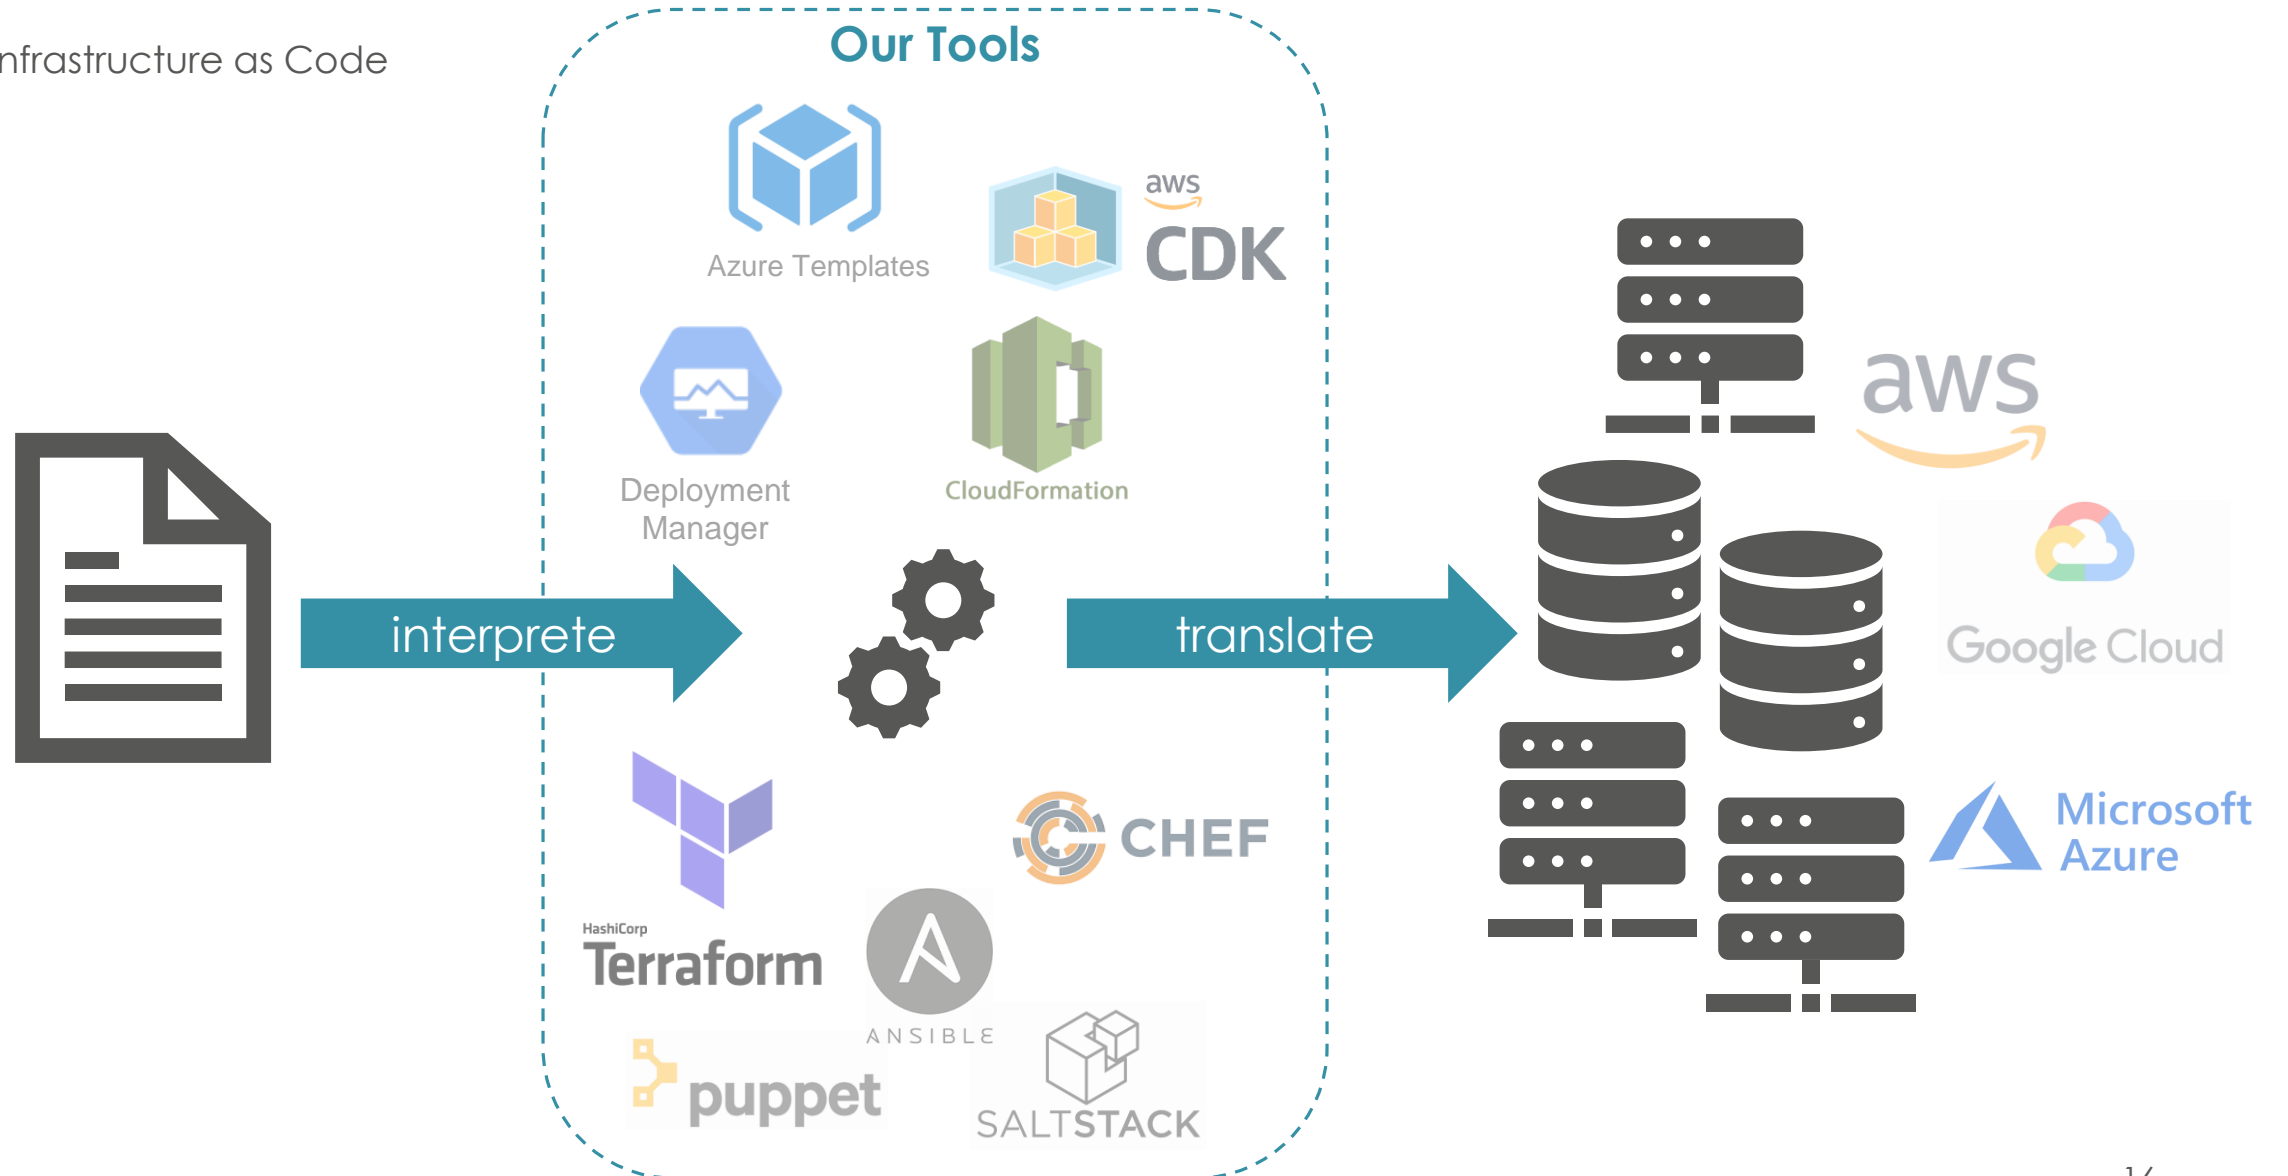 nfrastructure as Code
Our Tools
Azure Templates
aws
CDK
Deployment
Manager
CloudFormation
interprete
translate
HashiCorp
Terraform
CHEF
ANSIBLE
puppet
SALTSTACK
aws
Google Cloud
Microsoft
Azure